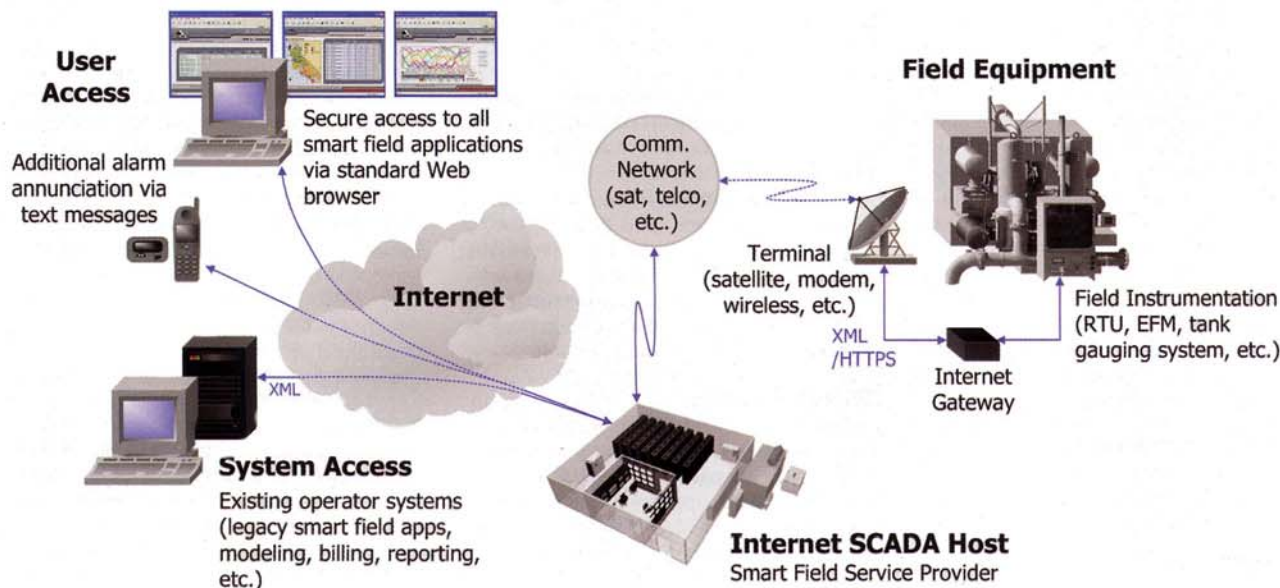 User
Access
Secure access to all
smart field applications
via standard Web
browser
Additional alarm
annunciation via
text messages
Internet
XML
System Access
Existing operator systems
(legacy smart field apps,
modeling, billing, reporting,
etc.)
Comm.
Network
(sat, telco,
etc.)
Field Equipment
Terminal
(satellite, modem,
wireless, etc.)
XML
/HTTPS
Internet
Gateway
Field Instrumentation
(RTU, EFM, tank
gauging system, etc.)
Internet SCADA Host
Smart Field Service Provider